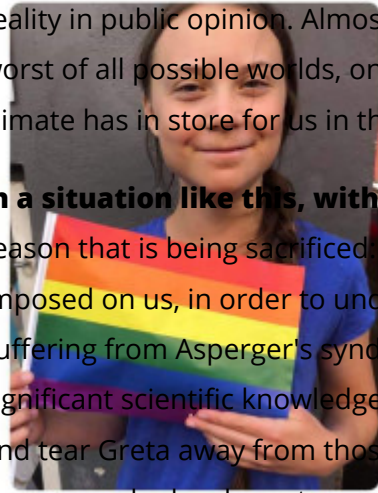 eality in public opinion. Almos
vorst of all possible worlds, on
imate has in store for us in th
n a situation like this, with
eason that is being sacrificed:
mposed on us, in order to und
uffering from Asperger's synd
gnificant scientific knowledge
nd tear Greta away from thos